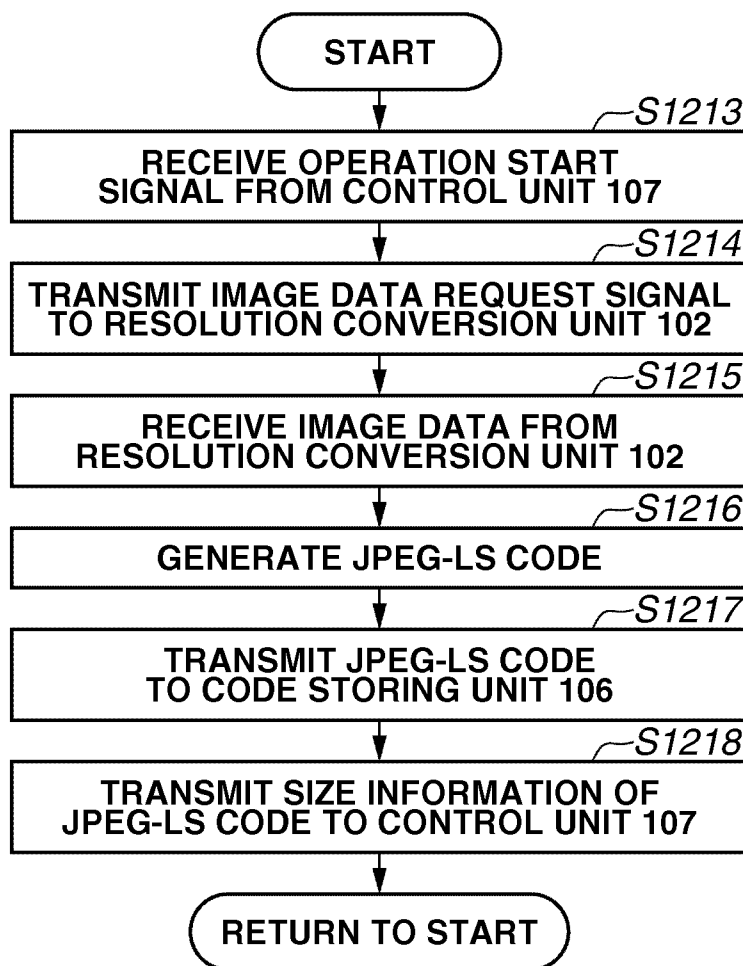 START
S1213
RECEIVE OPERATION START
SIGNAL FROM CONTROL UNIT 107
S1214
TRANSMIT IMAGE DATA REQUEST SIGNAL
TO RESOLUTION CONVERSION UNIT 102
S1215
RECEIVE IMAGE DATA FROM
RESOLUTION CONVERSION UNIT 102
S1216
GENERATE JPEG-LS CODE
S1217
TRANSMIT JPEG-LS CODE
TO CODE STORING UNIT 106
S1218
TRANSMIT SIZE INFORMATION OF
JPEG-LS CODE TO CONTROL UNIT 107
RETURN TO START